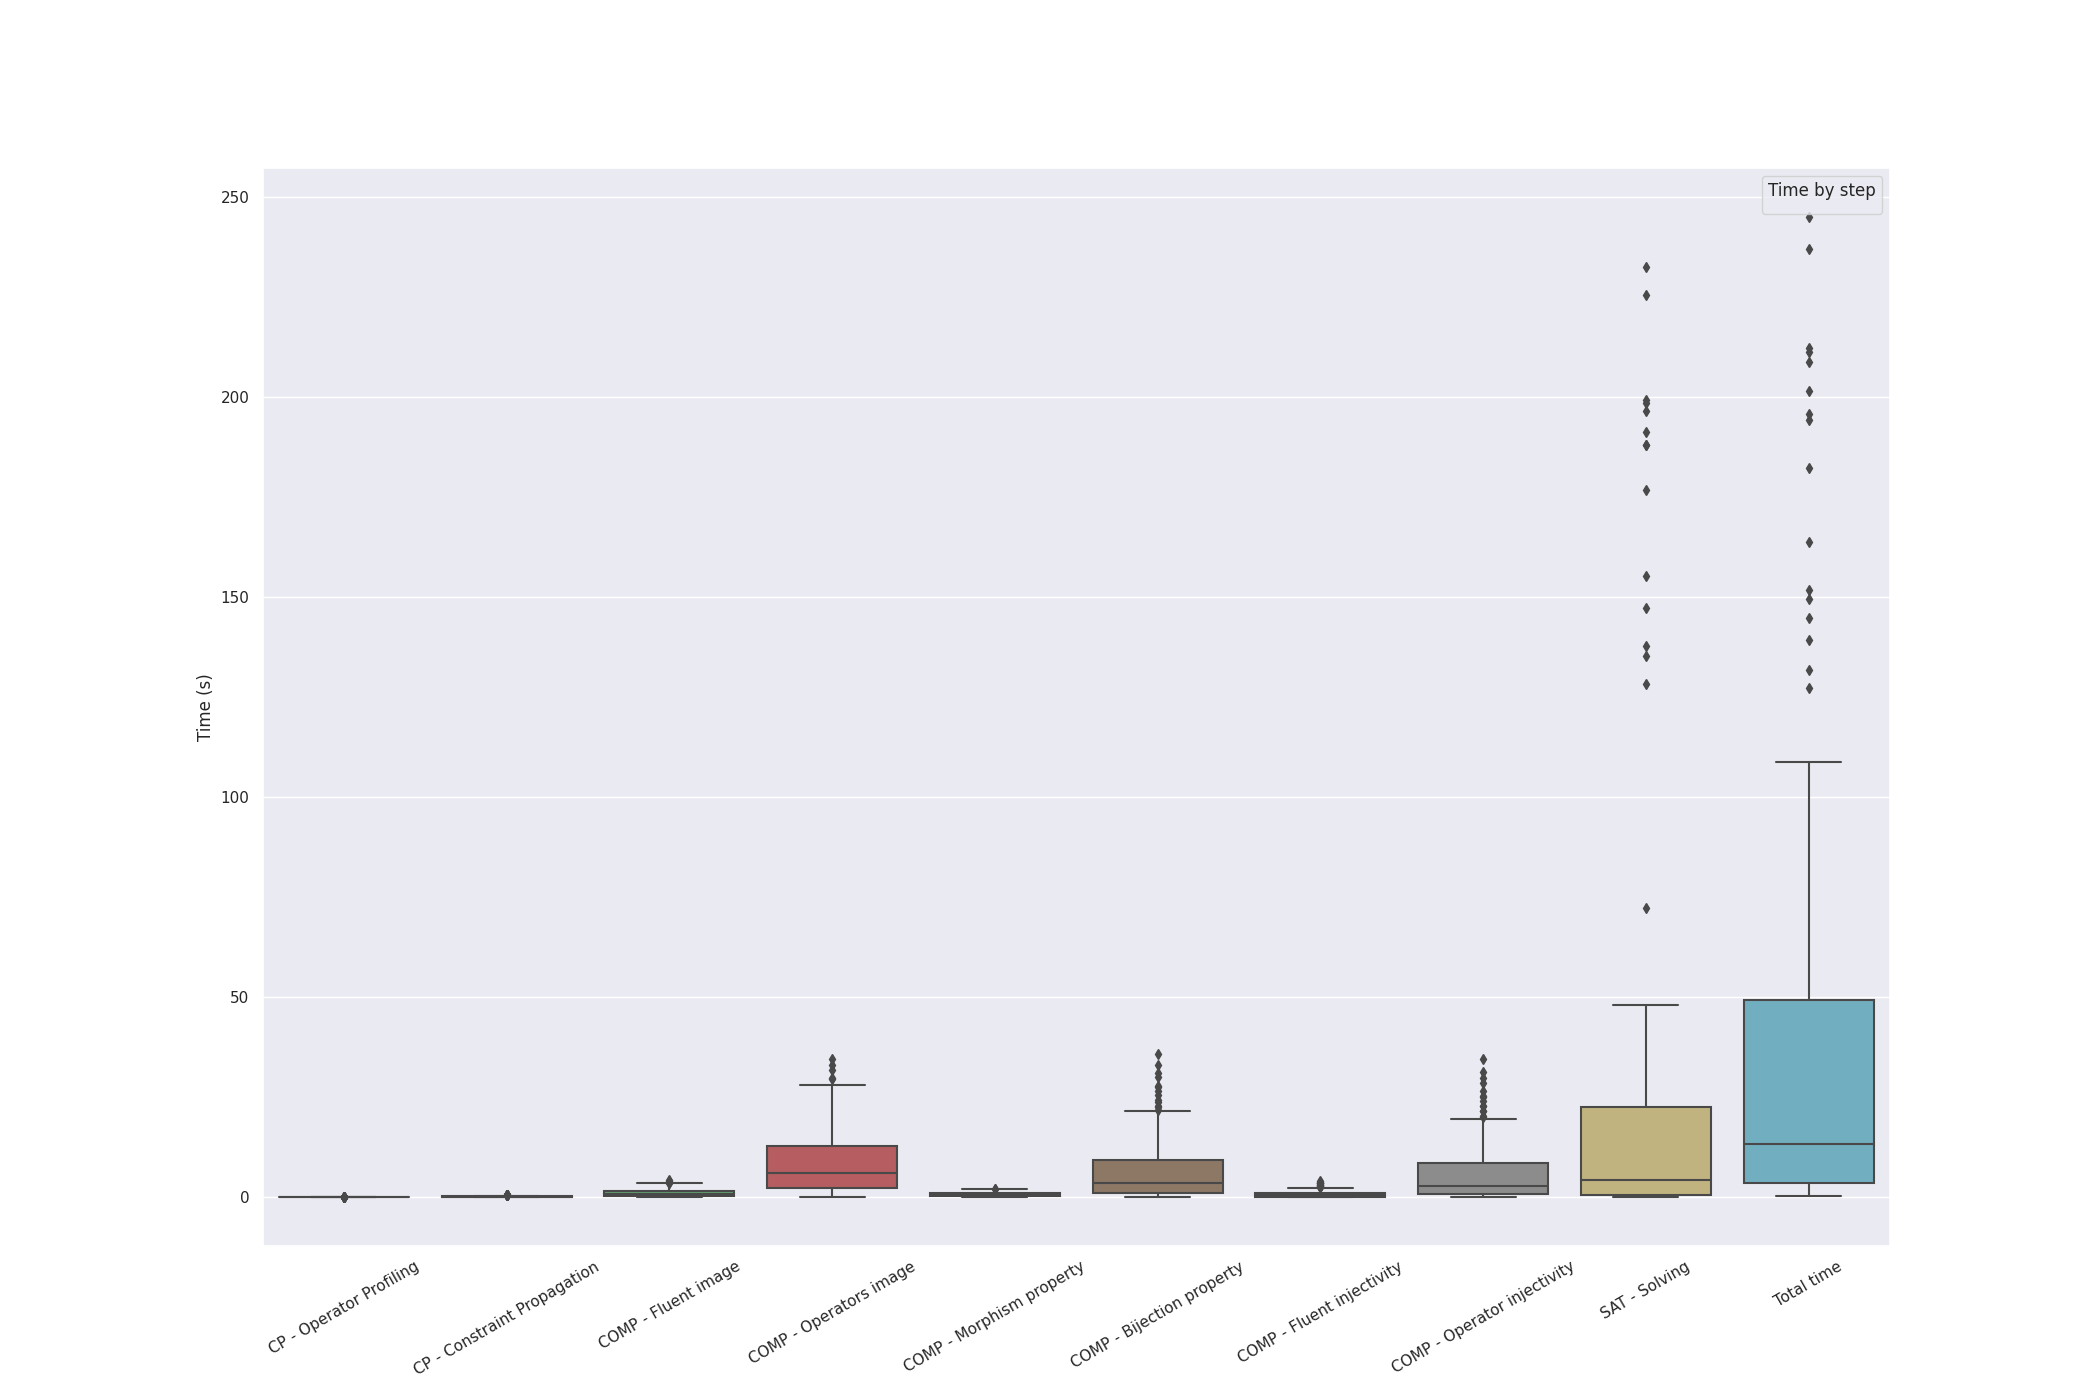 Time by step
250
200
150
100
50
0
Time (s)
CP - Operator Profiling
CP - Constraint Propagation
COMP - Fluent image
COMP - Operators image
COMP - Morphism property
COMP - Bijection property
COMP - Fluent injectivity
COMP - Operator injectivity
SAT - Solving
Total time